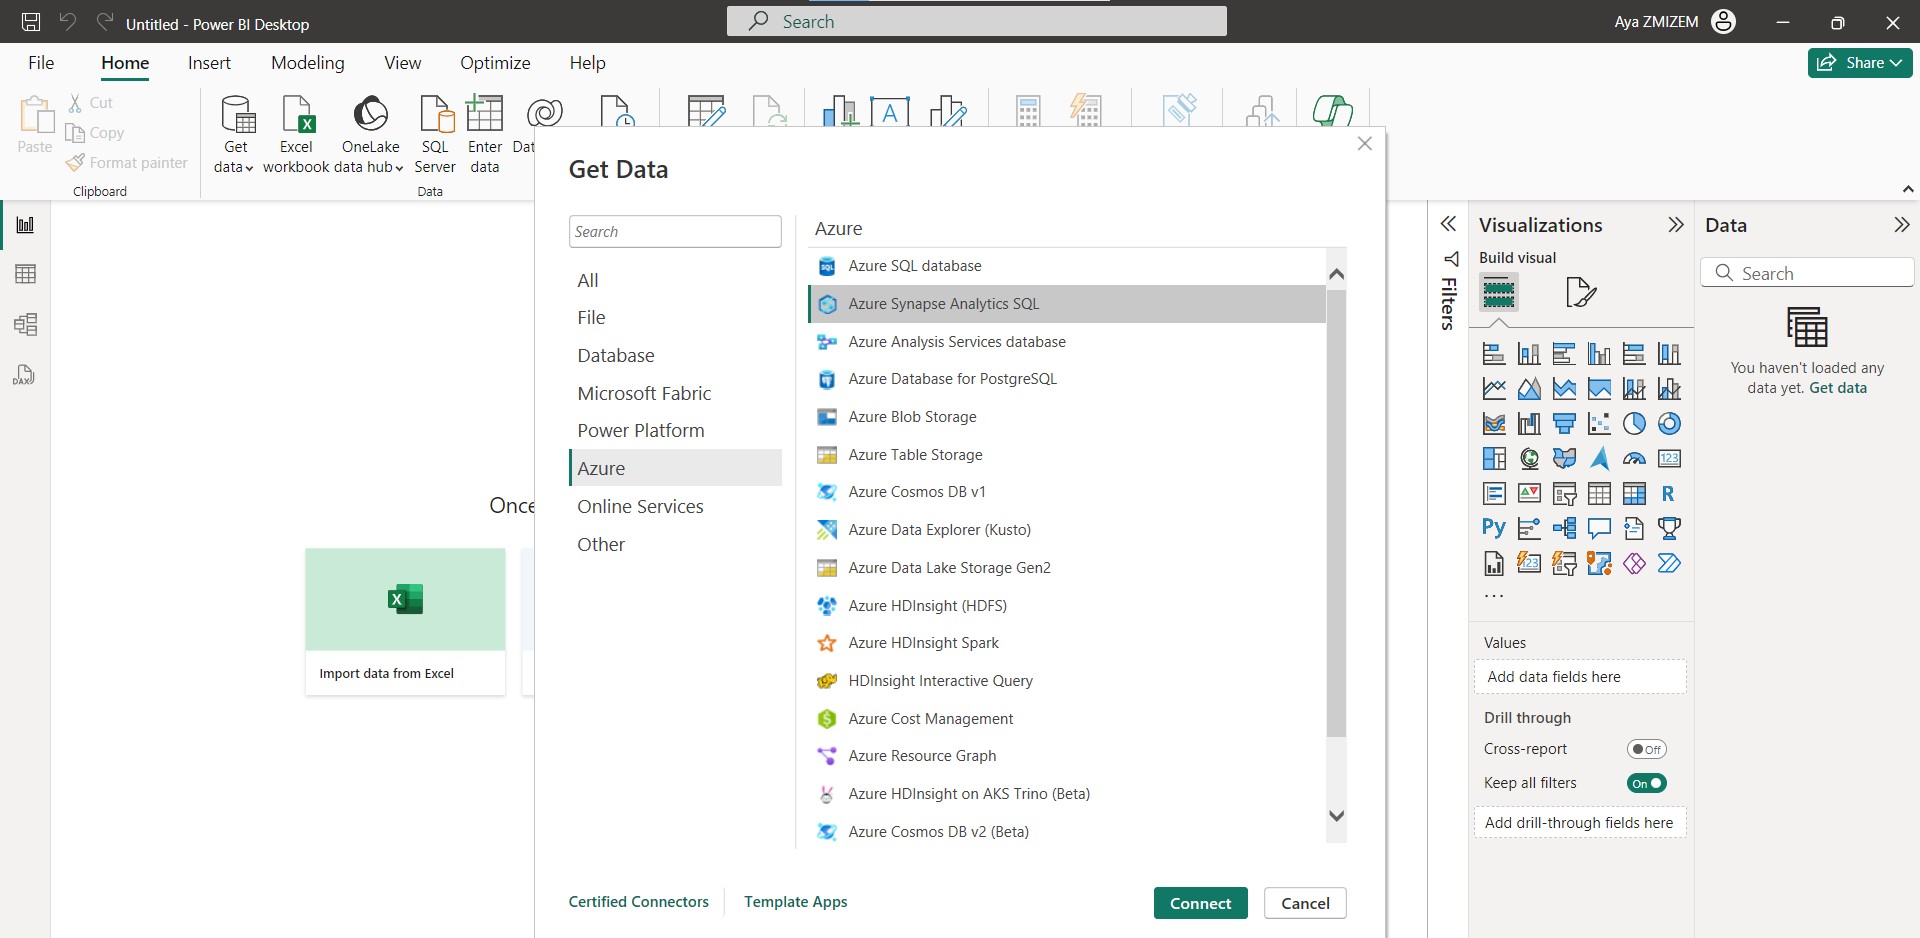 Untitled - Power BI Desktop
Search
Aya ZMIZEM
File
Home
Insert
Modeling
View
Optimize
Help
Share
Paste
Cut
Copy
Format painter
Clipboard
Get data
Excel workbook
OneLake data hub
SQL Server
Enter data
Dat
Data
Get Data
Search
All
File
Database
Microsoft Fabric
Power Platform
Azure
Online Services
Other
Azure
Azure SQL database
Azure Synapse Analytics SQL
Azure Analysis Services database
Azure Database for PostgreSQL
Azure Blob Storage
Azure Table Storage
Azure Cosmos DB v1
Azure Data Explorer (Kusto)
Azure Data Lake Storage Gen2
Azure HDInsight (HDFS)
Azure HDInsight Spark
HDInsight Interactive Query
Azure Cost Management
Azure Resource Graph
Azure HDInsight on AKS Trino (Beta)
Azure Cosmos DB v2 (Beta)
Certified Connectors
Template Apps
Connect
Cancel
Once
Import data from Excel
Filters
Visualizations
Build visual
123
R
Py
123
...
Values
Add data fields here
Drill through
Cross-report
Off
Keep all filters
On
Add drill-through fields here
Data
Search
You haven't loaded any
data yet. Get data